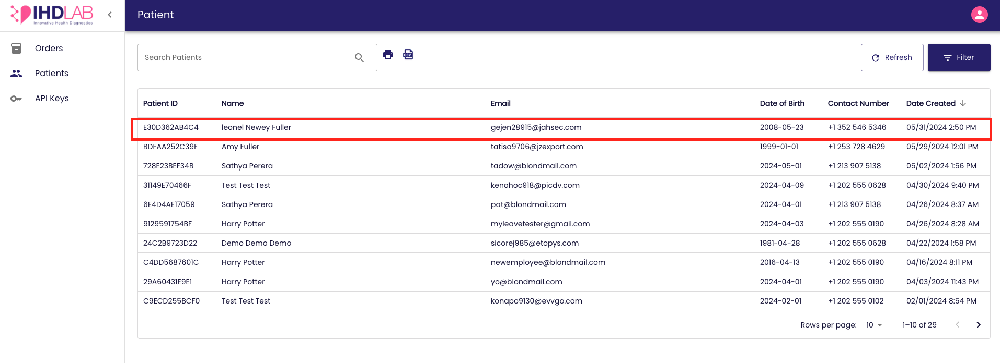 IHDLAB
Innovative Health Diagnostics
Patient
Orders
Patients
API Keys
Search Patients
CSV
Refresh
Filter
Patient ID Name Email Date of Birth Contact Number Date Created
E30D362AB4C4 leonel Newey Fuller gejen28915@jahsec.com 2008-05-23 +1 352 546 5346 05/31/2024 2:50 PM
BDFAA252C39F Amy Fuller tatisa9706@jzexport.com 1999-01-01 +1 253 728 4629 05/29/2024 12:01 PM
728E23BEF34B Sathya Perera tadow@blondmail.com 2024-05-01 +1 213 907 5138 05/02/2024 1:56 PM
31149E70466F Test Test Test kenohoc918@picdv.com 2024-04-09 +1 202 555 0628 04/30/2024 9:40 PM
6E4D4AE17059 Sathya Perera pat@blondmail.com 2024-04-01 +1 213 907 5138 04/26/2024 8:37 AM
9129591754BF Harry Potter myleavetester@gmail.com 2024-04-03 +1 202 555 0190 04/26/2024 8:28 AM
24C2B9723D22 Demo Demo Demo sicorej985@etopys.com 1981-04-28 +1 202 555 0628 04/22/2024 1:58 PM
C4DD5687601C Harry Potter newemployee@blondmail.com 2016-04-13 +1 202 555 0190 04/16/2024 8:11 PM
29A60431E9E1 Harry Potter yo@blondmail.com 2024-04-01 +1 202 555 0190 04/03/2024 11:43 PM
C9ECD255BCF0 Test Test Test konapo9130@evvgo.com 2024-02-01 +1 202 555 0102 02/01/2024 8:54 PM
Rows per page: 10 1–10 of 29